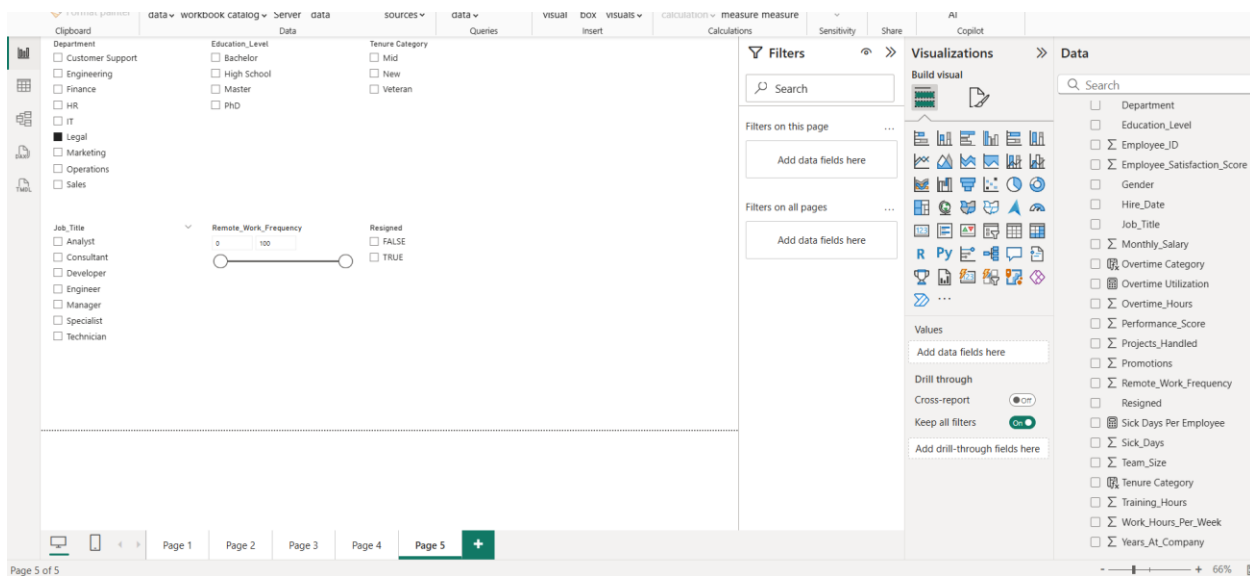 Format painter
data workbook catalog Server data
sources
data
visual box visuals
calculation measure measure
AI
Clipboard
Data
Queries
Insert
Calculations
Sensitivity
Share
Copilot
Department
Customer Support
Engineering
Finance
HR
IT
Legal
Marketing
Operations
Sales
Education_Level
Bachelor
High School
Master
PhD
Tenure Category
Mid
New
Veteran
Job_Title
Analyst
Consultant
Developer
Engineer
Manager
Specialist
Technician
Remote_Work_Frequency
0 100
Resigned
FALSE
TRUE
Filters
Search
Filters on this page ...
Add data fields here
Filters on all pages ...
Add data fields here
Visualizations
Build visual
123
R Py
...
Values
Add data fields here
Drill through
Cross-report Off
Keep all filters On
Add drill-through fields here
Data
Search
Department
Education_Level
Employee_ID
Employee_Satisfaction_Score
Gender
Hire_Date
Job_Title
Monthly_Salary
Overtime Category
Overtime Utilization
Overtime_Hours
Performance_Score
Projects_Handled
Promotions
Remote_Work_Frequency
Resigned
Sick Days Per Employee
Sick_Days
Team_Size
Tenure Category
Training_Hours
Work_Hours_Per_Week
Years_At_Company
DAX
TMDL
Page 1
Page 2
Page 3
Page 4
Page 5
+
Page 5 of 5
- + 66%